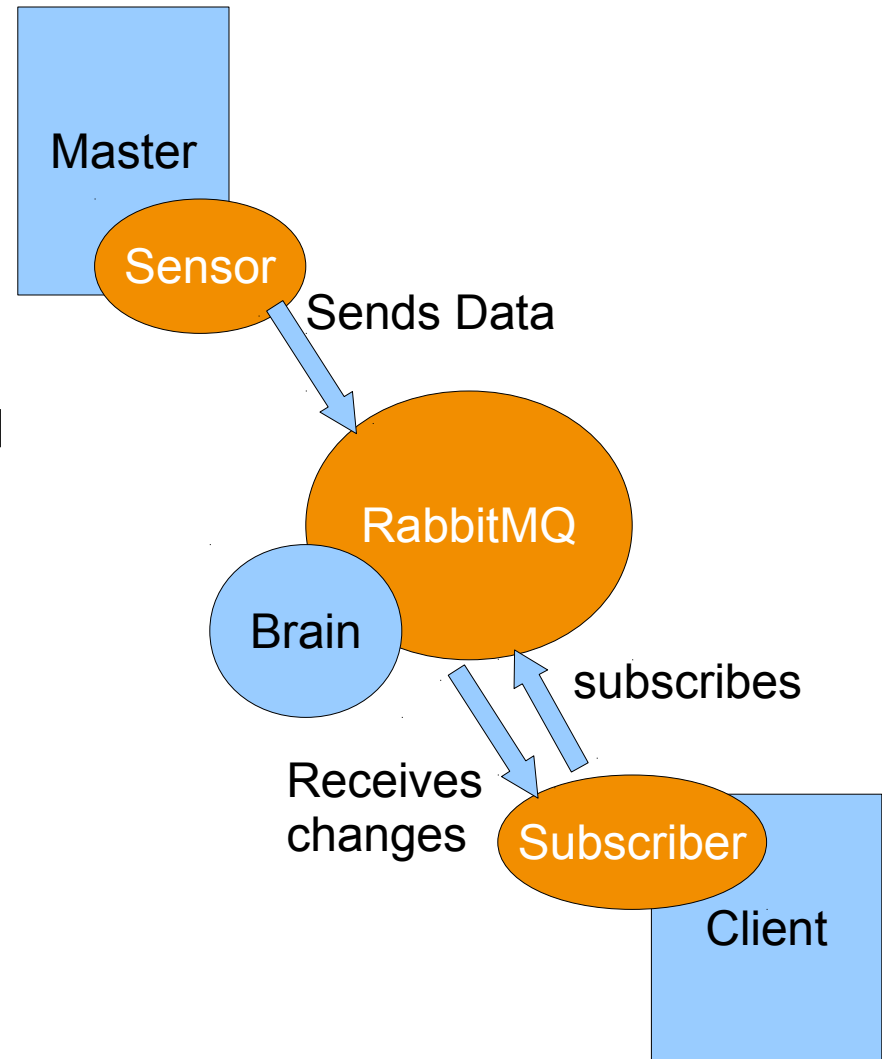 Master
Sensor
Sends Data
RabbitMQ
Brain
subscribes
Receives
changes
Subscriber
Client